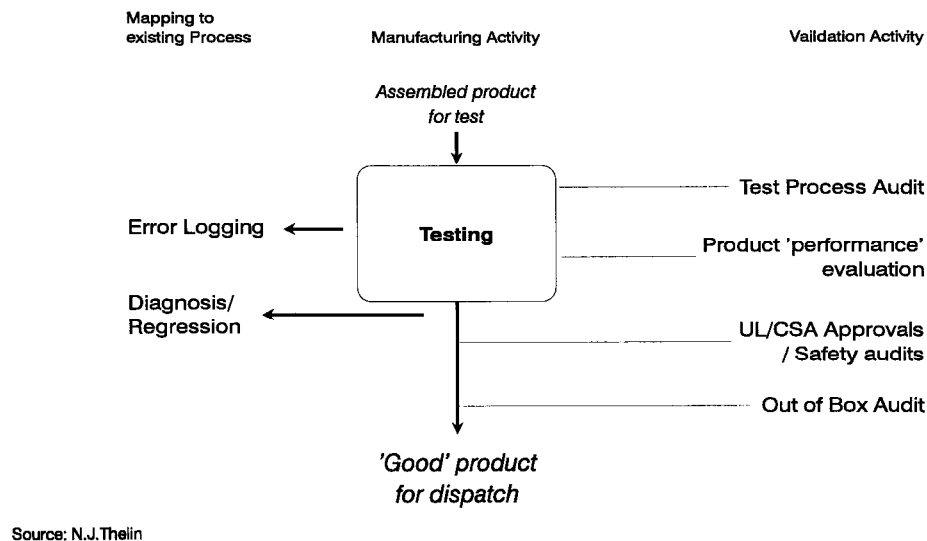 Mapping to
existing Process
Manufacturing Activity
Validation Activity
Assembled product
for test
Testing
Error Logging
Diagnosis/
Regression
Test Process Audit
Product 'performance'
evaluation
UL/CSA Approvals
/ Safety audits
Out of Box Audit
'Good' product
for dispatch
Source: N.J.Thelin